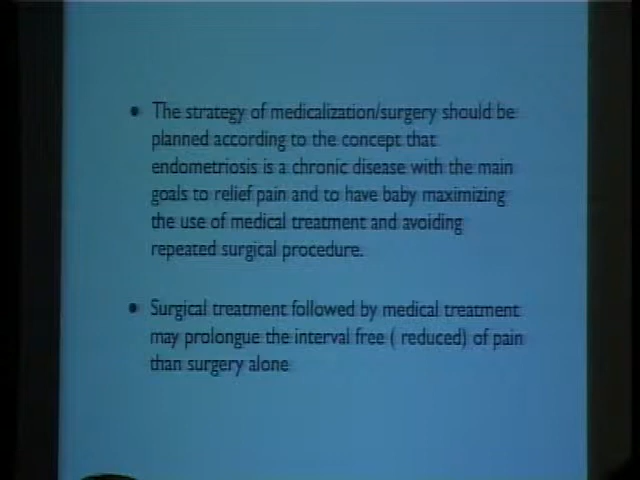 • The strategy of medicalization/surgery should be
planned according to the concept that
endometriosis is a chronic disease with the main
goals to relief pain and to have baby maximizing
the use of medical treatment and avoiding
repeated surgical procedure.
• Surgical treatment followed by medical treatment
may prolongue the interval free ( reduced) of pain
than surgery alone